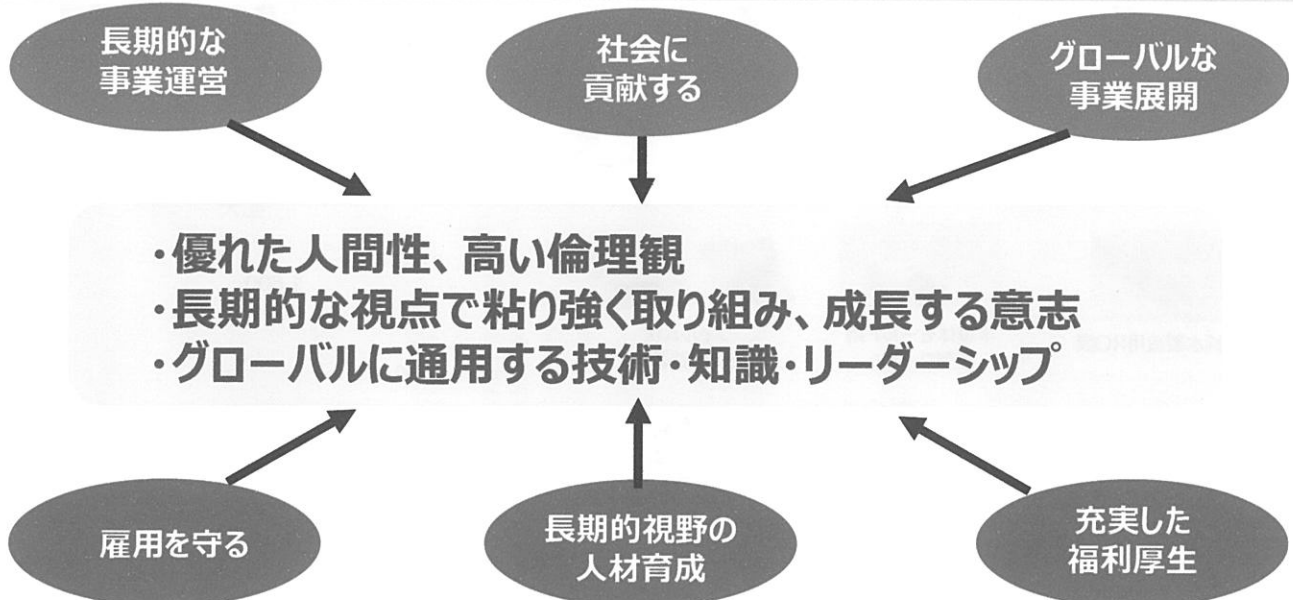 長期的な
事業運営
社会に
貢献する
グローバルな
事業展開
・優れた人間性、高い倫理観
・長期的な視点で粘り強く取り組み、成長する意志
・グローバルに通用する技術・知識・リーダーシップ
雇用を守る
長期的視野の
人材育成
充実した
福利厚生